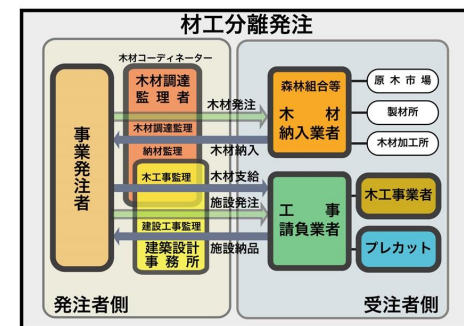 材工分離発注
木材コーディネーター
木材調達
監理者
事業発注者
木材発注
木材調達監理
納材監理
木材納入
木工事監理
木材支給
施設発注
建設工事監理
建築設計
事務所
施設納品
発注者側
森林組合等
木材
納入業者
原木市場
製材所
木材加工所
工事
請負業者
木工事業者
プレカット
受注者側